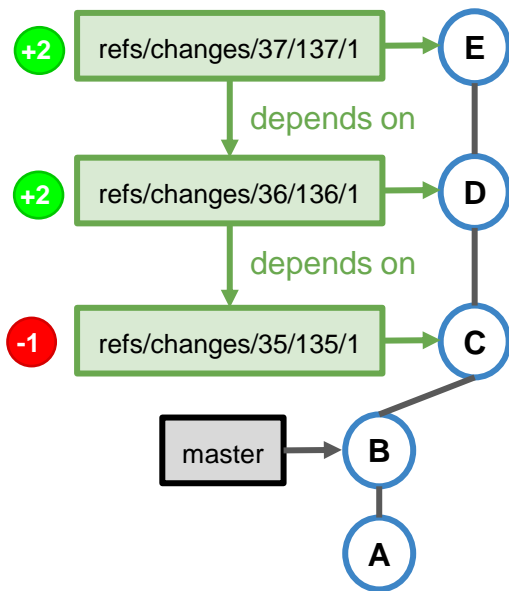 +2
refs/changes/37/137/1
E
depends on
+2
refs/changes/36/136/1
D
depends on
-1
refs/changes/35/135/1
C
master
B
A